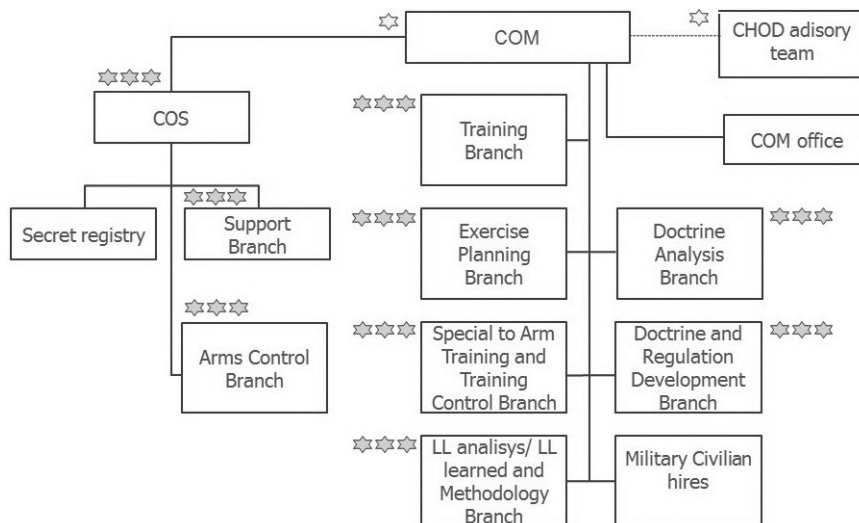 COM
CHOD adisory
team
COS
Training
Branch
COM office
Secret registry
Support
Branch
Exercise
Planning
Branch
Doctrine
Analysis
Branch
Arms Control
Branch
Special to Arm
Training and
Training
Control Branch
Doctrine and
Regulation
Development
Branch
LL analisys/ LL
learned and
Methodology
Branch
Military Civilian
hires